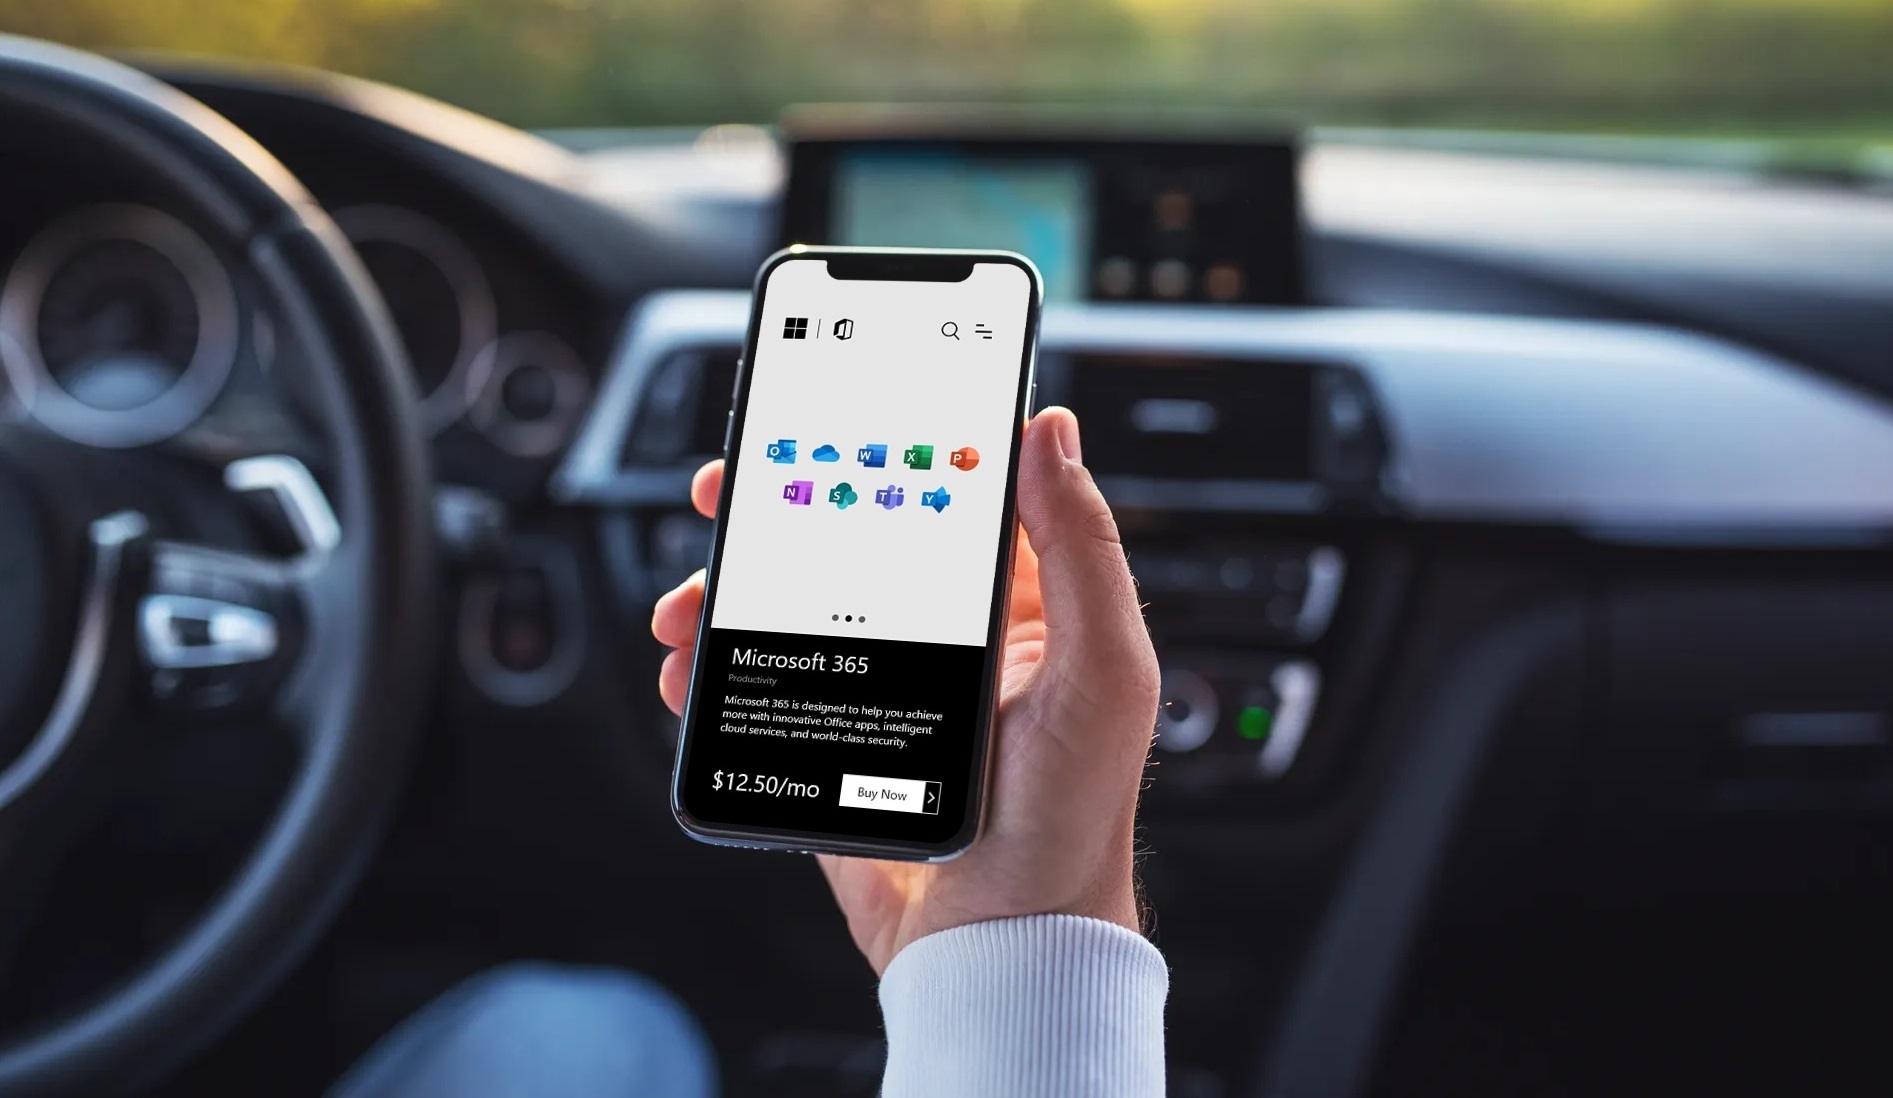 O
W
X
P
N
S
T
Y
Microsoft 365
Productivity
Microsoft 365 is designed to help you achieve
more with innovative Office apps, intelligent
cloud services, and world-class security.
$12.50/mo
Buy Now